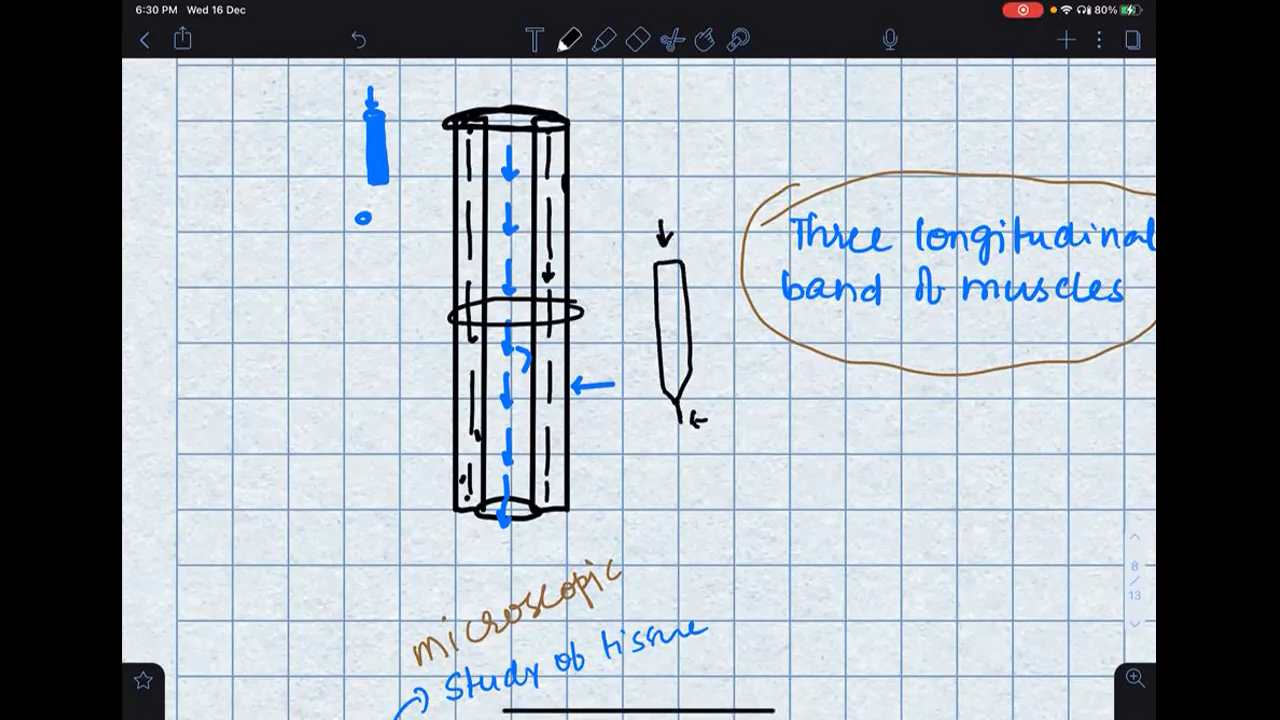 6:30 PM Wed 16 Dec
80%
T
Three longitudinal
band of muscles
8
/
13
microscopic
Study of tissue